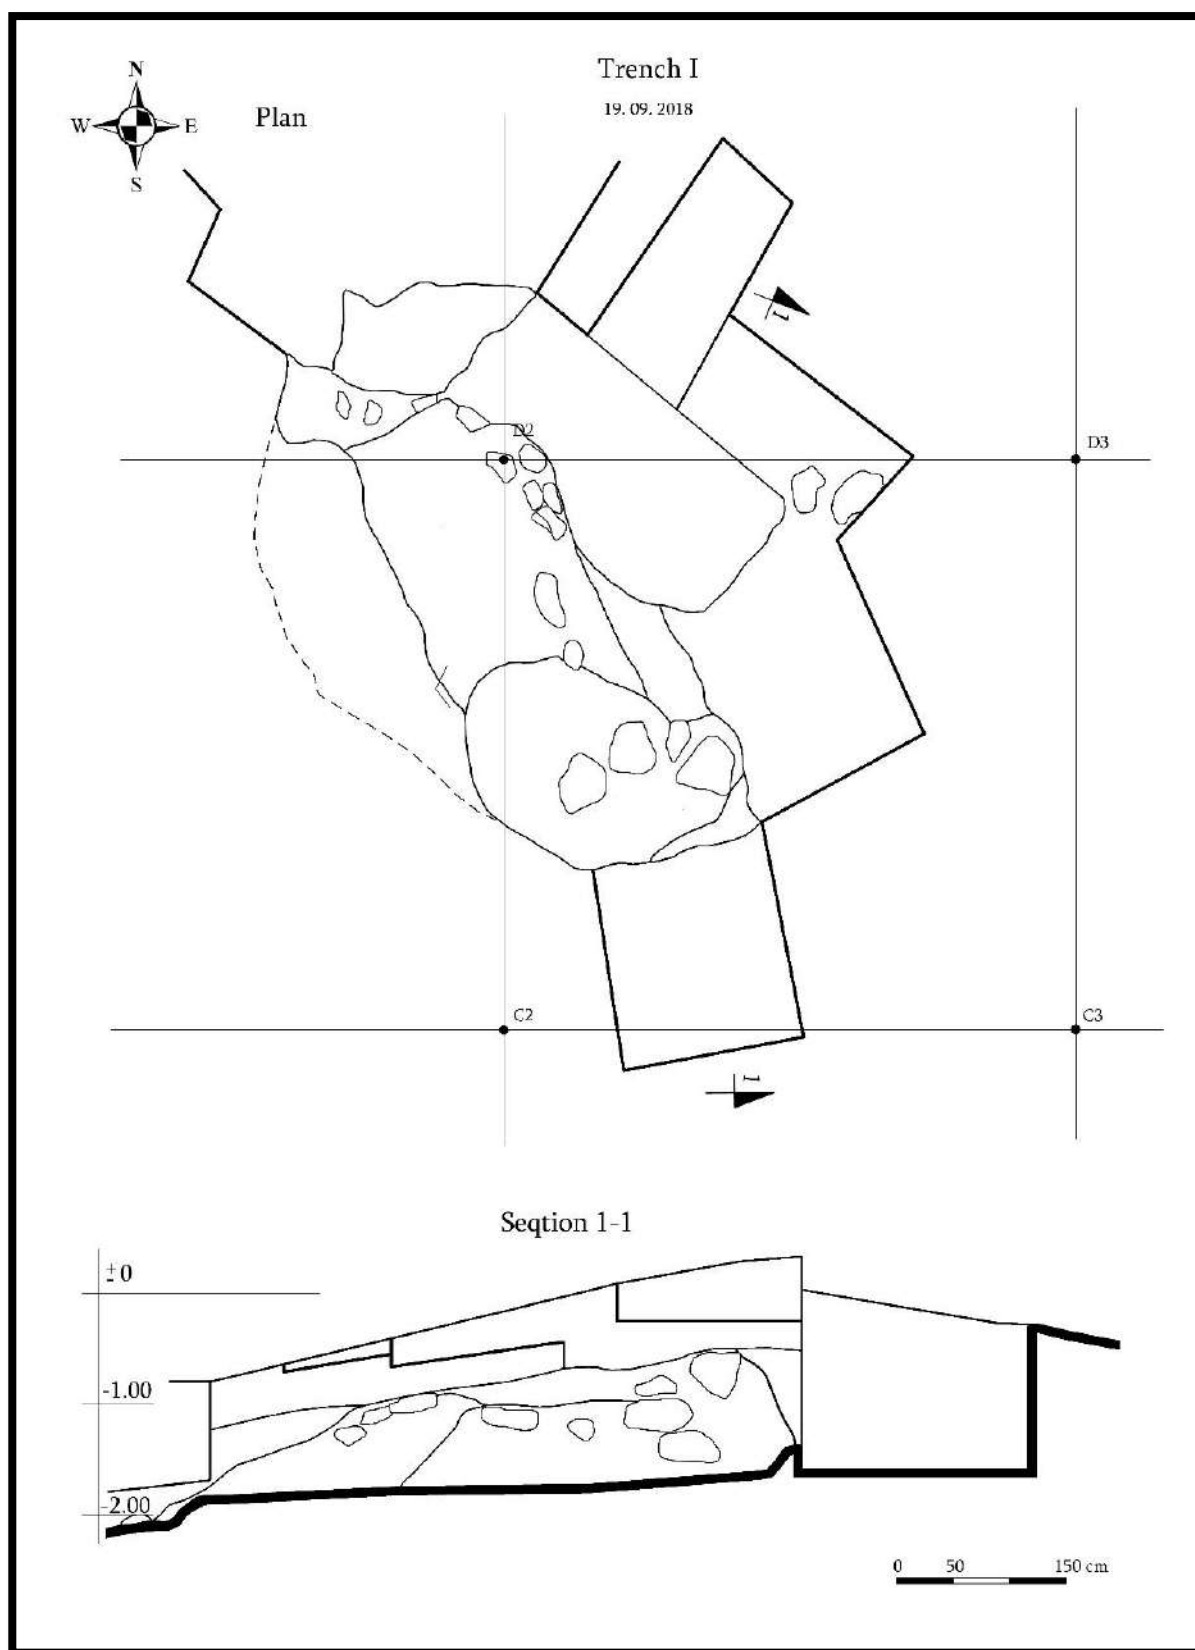 N
Trench I
W E
Plan
19. 09. 2018
S
1
D2
D3
C2
C3
1
Seqtion 1-1
±0
-1.00
-2.00
0 50 150 cm